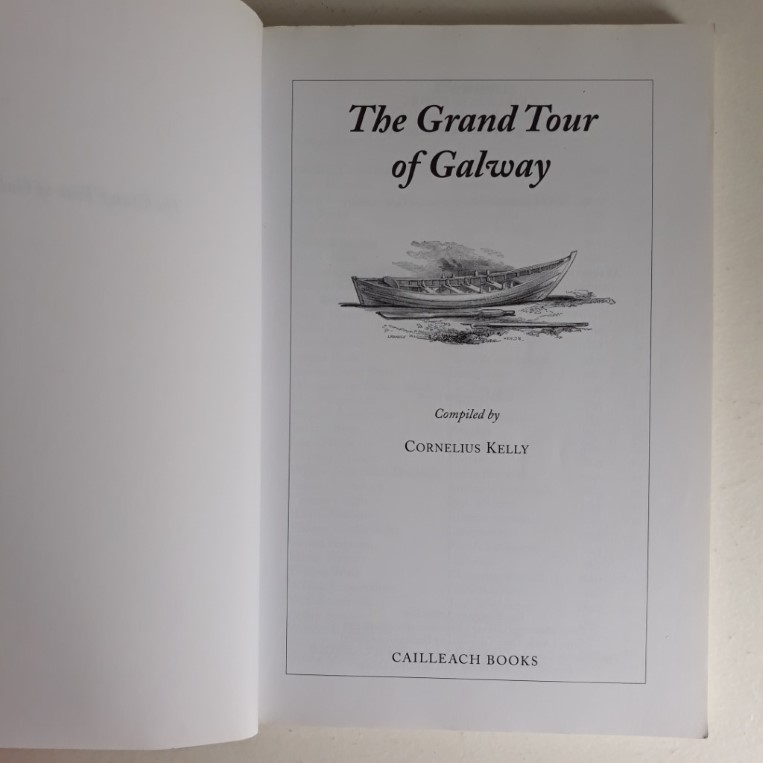 The Grand Tour
of Galway
Compiled by
CORNELIUS KELLY
CAILLEACH BOOKS